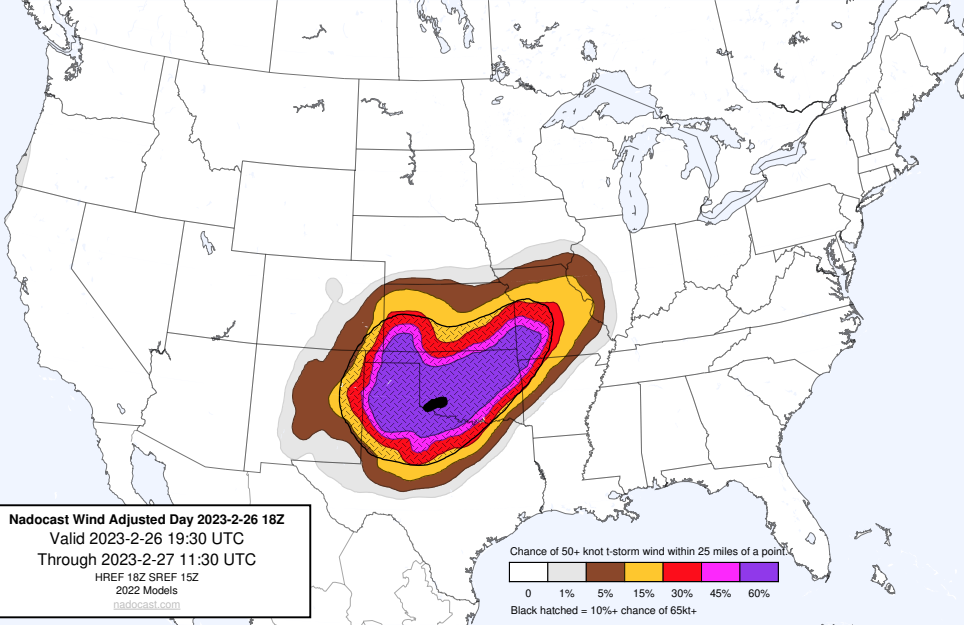 Nadocast Wind Adjusted Day 2023-2-26 18Z
Valid 2023-2-26 19:30 UTC
Through 2023-2-27 11:30 UTC
HREF 18Z SREF 15Z
2022 Models
nadocast.com
Chance of 50+ knot t-storm wind within 25 miles of a point.
0 1% 5% 15% 30% 45% 60%
Black hatched = 10%+ chance of 65kt+